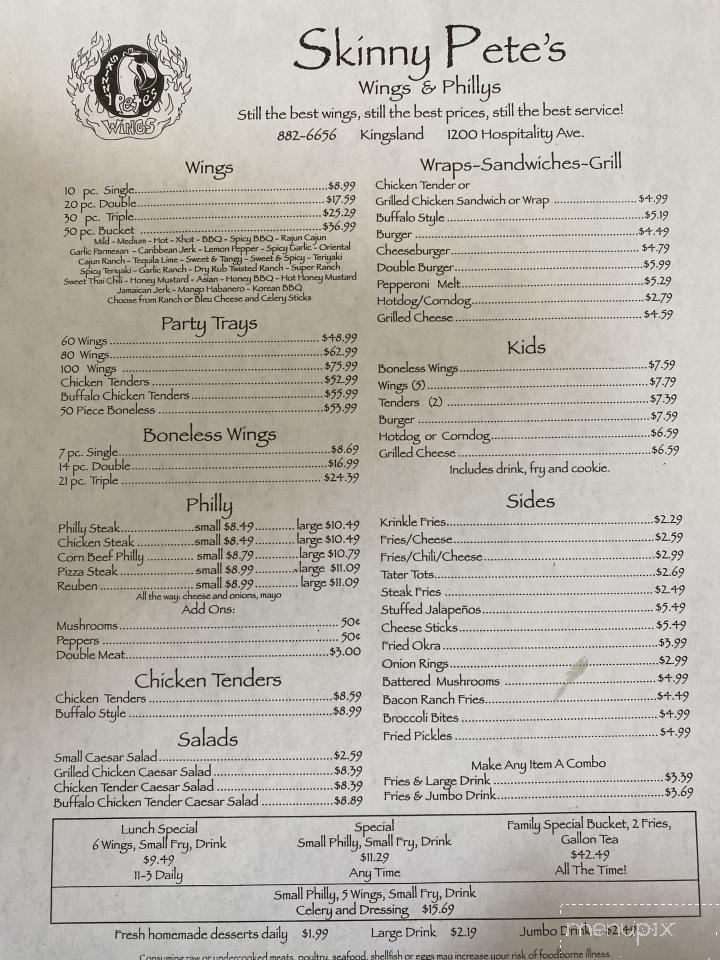 SKINNY
Pete's
WINGS
Skinny Pete's
Wings & Phillys
Still the best wings, still the best prices, still the best service!
882-6656 Kingsland 1200 Hospitality Ave.
Wings
10 pc. Single $8.99
20 pc. Double $17.59
30 pc. Triple $25.29
50 pc. Bucket $36.99
Mild - Medium - Hot - Xhot - BBQ - Spicy BBQ - Rajun Cajun
Garlic Parmesan - Caribbean Jerk - Lemon Pepper - Spicy Garlic - Oriental
Cajun Ranch - Tequila Lime - Sweet & Tangy - Sweet & Spicy - Teriyaki
Spicy Teriyaki - Garlic Ranch - Dry Rub Twisted Ranch - Super Ranch
Sweet Thai Chili - Honey Mustard - Asian - Honey BBQ - Hot Honey Mustard
Jamaican Jerk - Mango Habanero - Korean BBQ
Choose from Ranch or Bleu Cheese and Celery Sticks
Party Trays
60 Wings $48.99
80 Wings $62.99
100 Wings $75.99
Chicken Tenders $52.99
Buffalo Chicken Tenders $55.99
50 Piece Boneless $53.99
Boneless Wings
7 pc. Single $8.69
14 pc. Double $16.99
21 pc. Triple $24.39
Philly
Philly Steak small $8.49 large $10.49
Chicken Steak small $8.49 large $10.49
Corn Beef Philly small $8.79 large $10.79
Pizza Steak small $8.99 large $11.09
Reuben small $8.99 large $11.09
All the way: cheese and onions, mayo
Add Ons:
Mushrooms 50¢
Peppers 50¢
Double Meat $3.00
Chicken Tenders
Chicken Tenders $8.59
Buffalo Style $8.99
Salads
Small Caesar Salad $2.59
Grilled Chicken Caesar Salad $8.39
Chicken Tender Caesar Salad $8.39
Buffalo Chicken Tender Caesar Salad $8.89
Wraps-Sandwiches-Grill
Chicken Tender or
Grilled Chicken Sandwich or Wrap $4.99
Buffalo Style $5.19
Burger $4.49
Cheeseburger $4.79
Double Burger $5.99
Pepperoni Melt $5.29
Hotdog/Corndog $2.79
Grilled Cheese $4.59
Kids
Boneless Wings $7.59
Wings (5) $7.79
Tenders (2) $7.39
Burger $7.59
Hotdog or Corndog $6.59
Grilled Cheese $6.59
Includes drink, fry and cookie.
Sides
Krinkle Fries $2.29
Fries/Cheese $2.59
Fries/Chili/Cheese $2.99
Tater Tots $2.69
Steak Fries $2.49
Stuffed Jalapeños $5.49
Cheese Sticks $5.49
Fried Okra $3.99
Onion Rings $2.99
Battered Mushrooms $4.99
Bacon Ranch Fries $4.49
Broccoli Bites $4.99
Fried Pickles $4.99
Make Any Item A Combo
Fries & Large Drink $3.39
Fries & Jumbo Drink $3.69
Lunch Special
6 Wings, Small Fry, Drink
$9.49
11-3 Daily
Special
Small Philly, Small Fry, Drink
$11.29
Any Time
Family Special Bucket, 2 Fries,
Gallon Tea
$42.49
All The Time!
Small Philly, 5 Wings, Small Fry, Drink
Celery and Dressing $15.69
Fresh homemade desserts daily $1.99 Large Drink $2.19 Jumbo Drink
menupix
Consuming raw or undercooked meats, poultry, seafood, shellfish or eggs may increase your risk of foodborne illness.